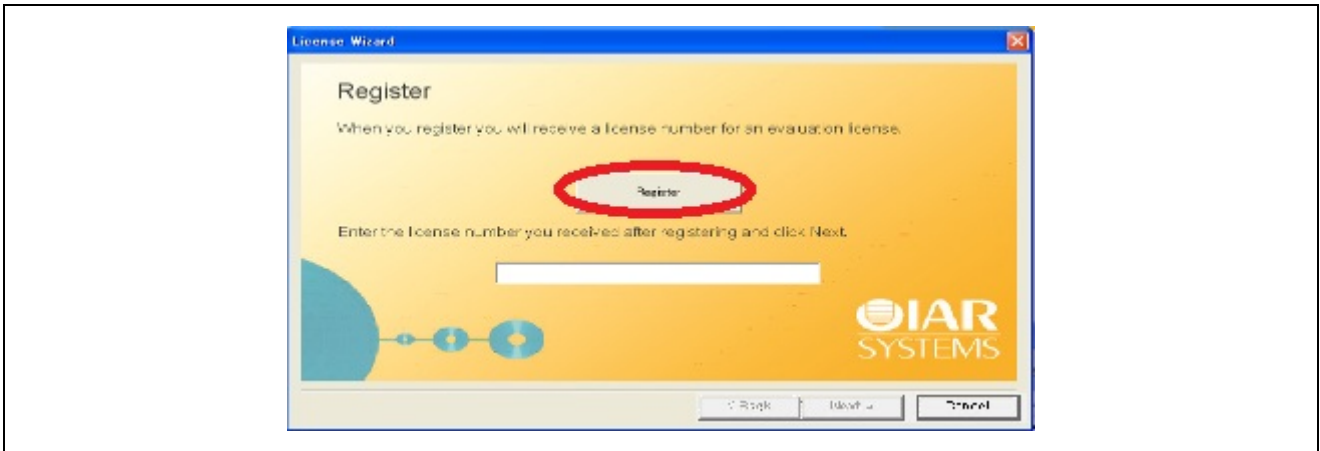 License Wizard
Register
When you register you will receive a license number for an evaluation license.
Register
Enter the license number you received after registering and click Next.
IAR
SYSTEMS
< Back
Next >
Cancel